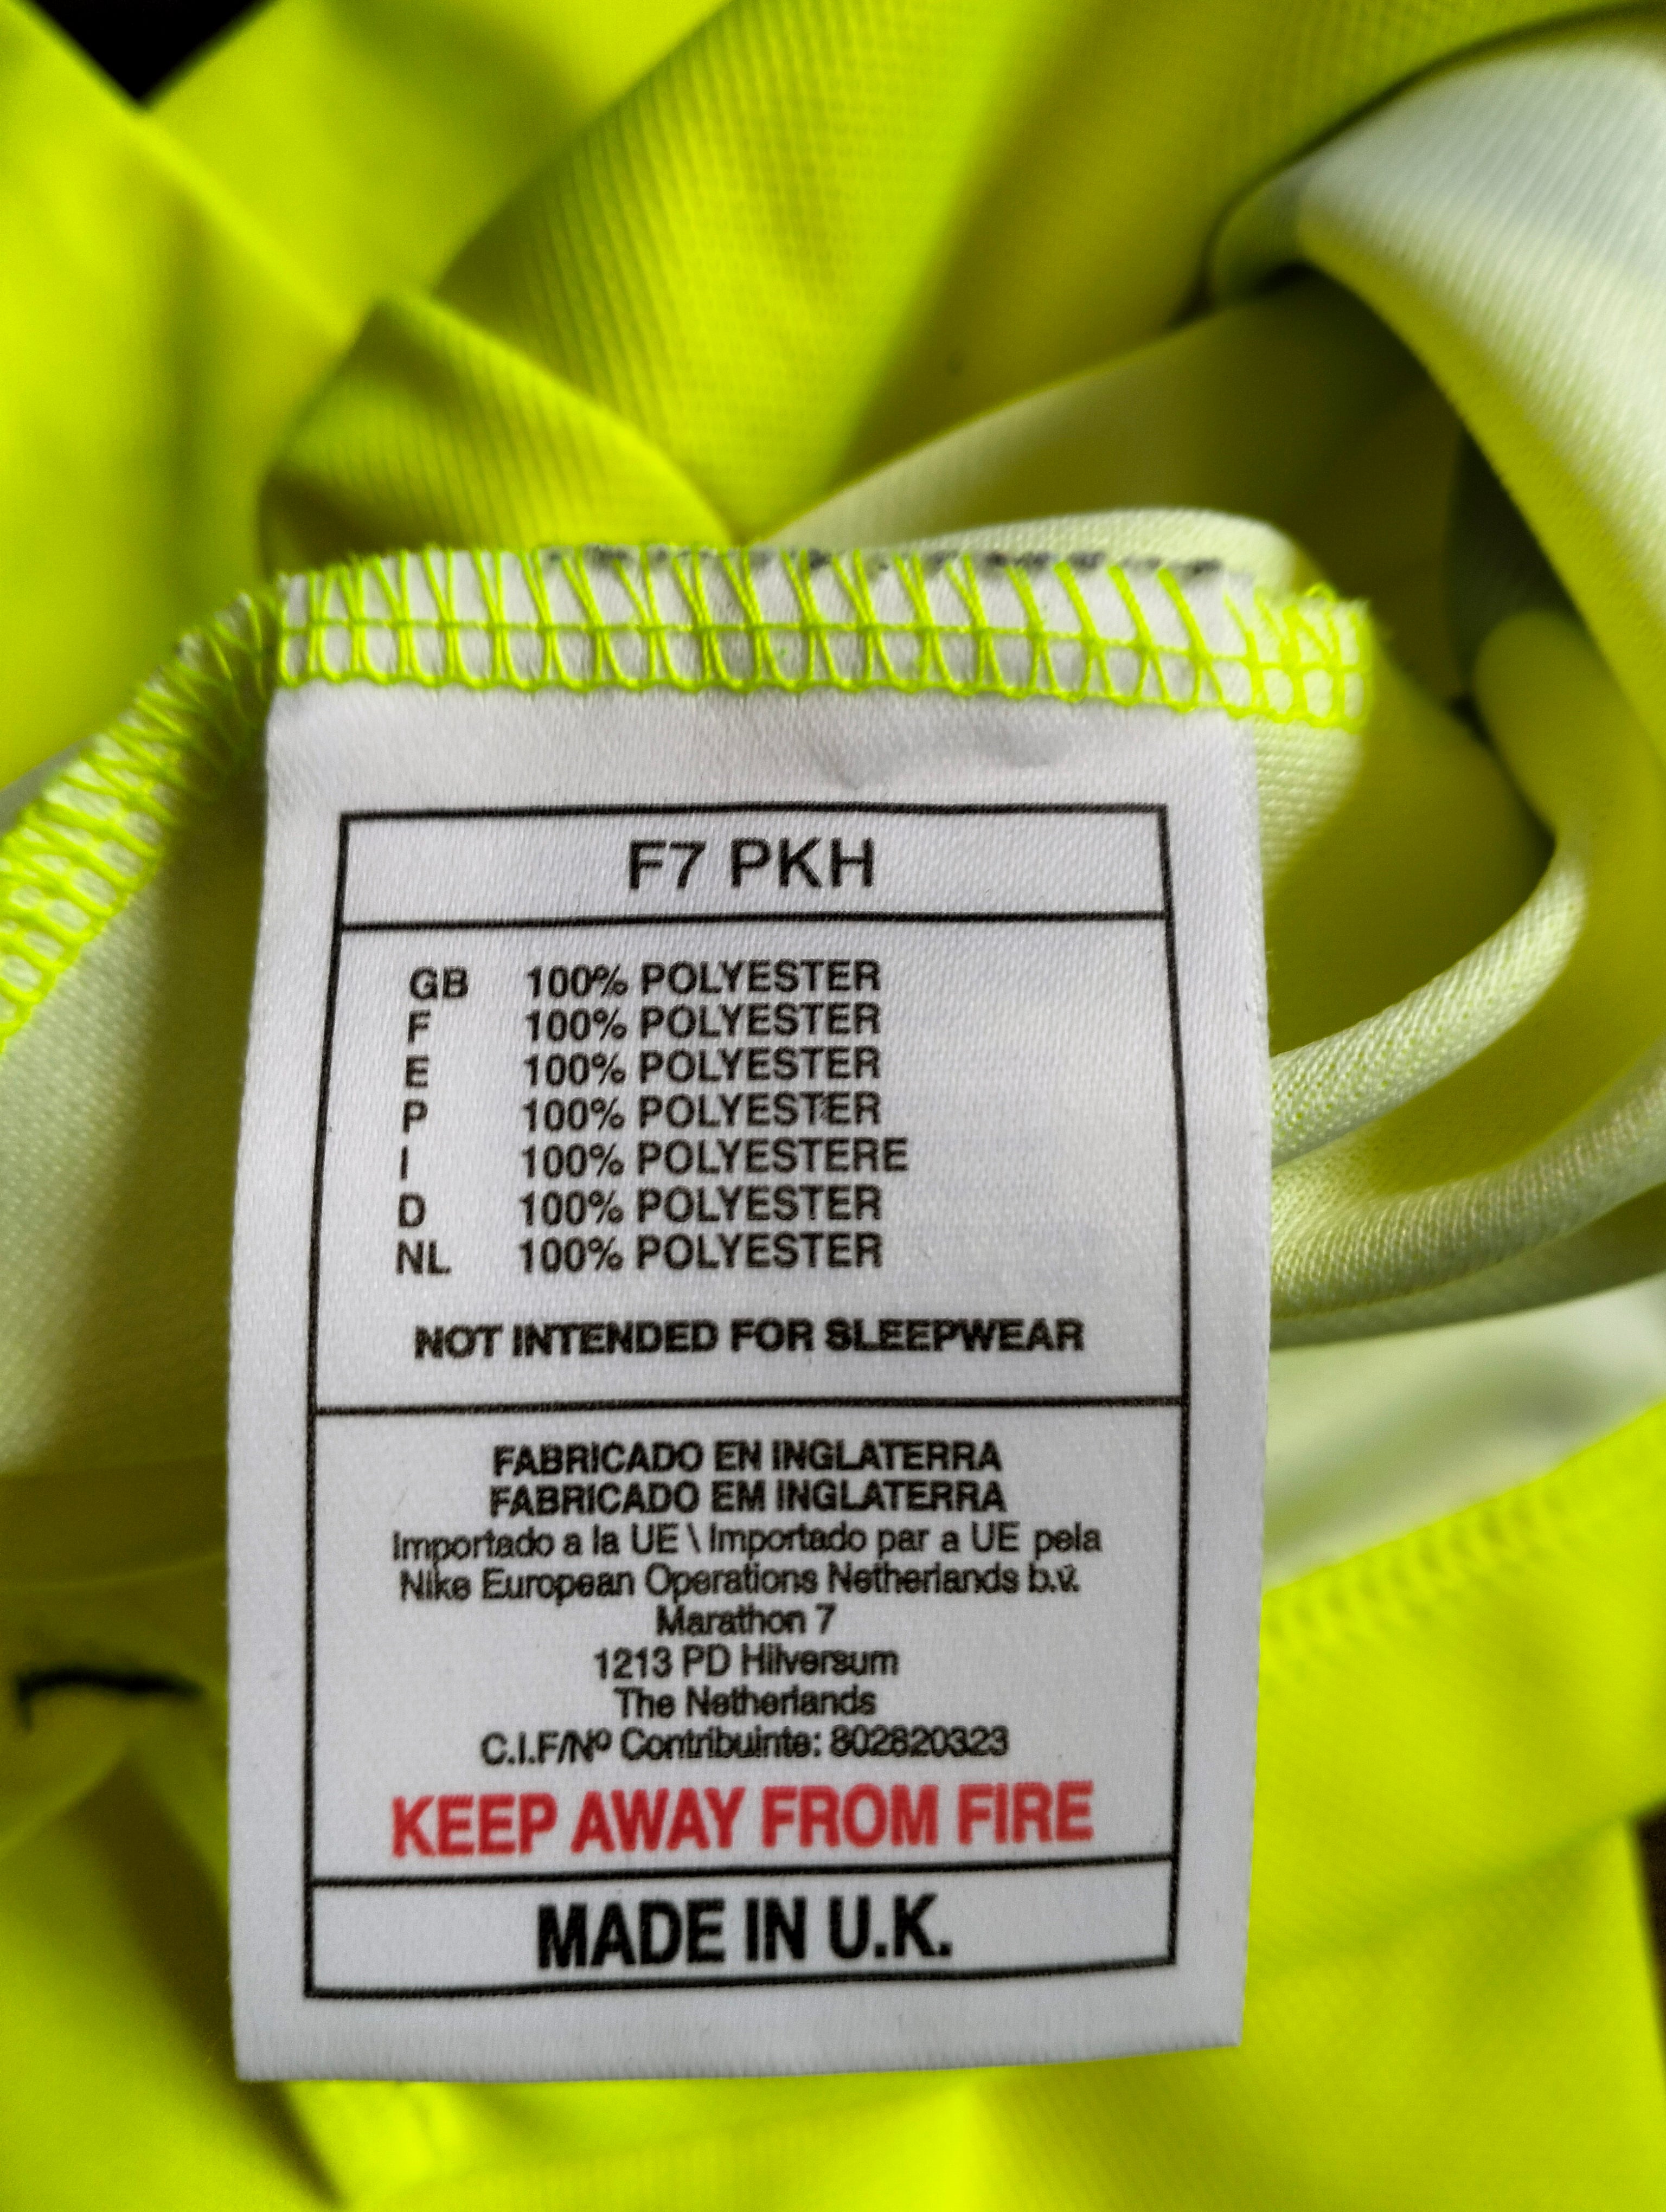 F7 PKH
GB 100% POLYESTER
F 100% POLYESTER
E 100% POLYESTER
P 100% POLYESTER
I 100% POLYESTERE
D 100% POLYESTER
NL 100% POLYESTER
NOT INTENDED FOR SLEEPWEAR
FABRICADO EN INGLATERRA
FABRICADO EM INGLATERRA
Importado a la UE \ Importado par a UE pela
Nike European Operations Netherlands b.v.
Marathon 7
1213 PD Hilversum
The Netherlands
C.I.F/Nº Contribuinte: 802820323
KEEP AWAY FROM FIRE
MADE IN U.K.